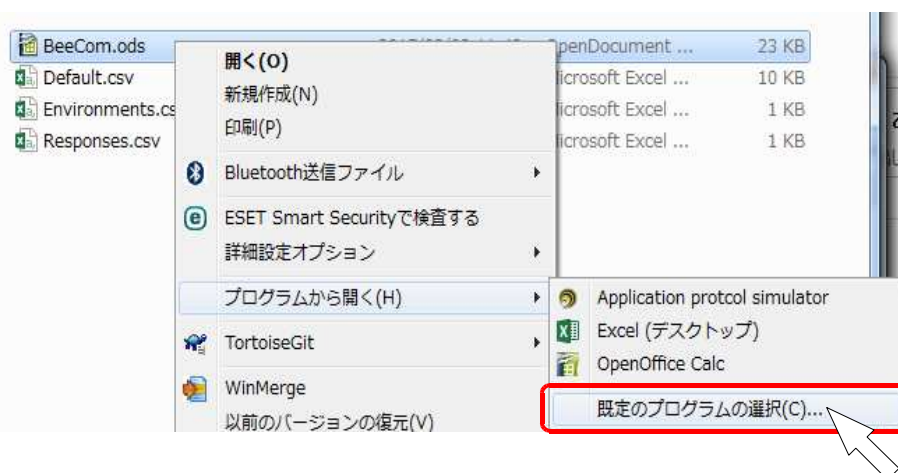 BeeCom.ods
penDocument ...
23 KB
Default.csv
icrosoft Excel ...
10 KB
Environments.cs
icrosoft Excel ...
1 KB
Responses.csv
icrosoft Excel ...
1 KB
開く(O)
新規作成(N)
印刷(P)
Bluetooth送信ファイル
ESET Smart Securityで検査する
詳細設定オプション
プログラムから開く(H)
TortoiseGit
WinMerge
以前のバージョンの復元(V)
Application protcol simulator
Excel (デスクトップ)
OpenOffice Calc
既定のプログラムの選択(C)...